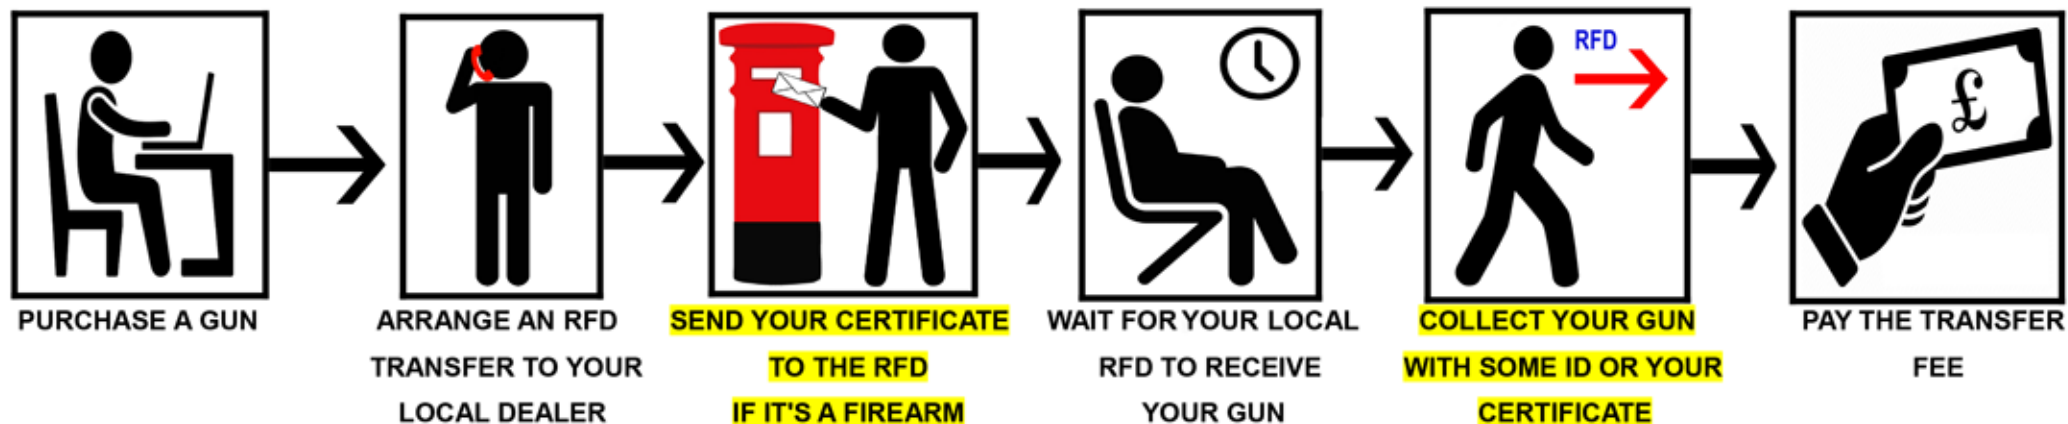 RFD
£
PURCHASE A GUN
ARRANGE AN RFD
TRANSFER TO YOUR
LOCAL DEALER
SEND YOUR CERTIFICATE
TO THE RFD
IF IT'S A FIREARM
WAIT FOR YOUR LOCAL
RFD TO RECEIVE
YOUR GUN
COLLECT YOUR GUN
WITH SOME ID OR YOUR
CERTIFICATE
PAY THE TRANSFER
FEE